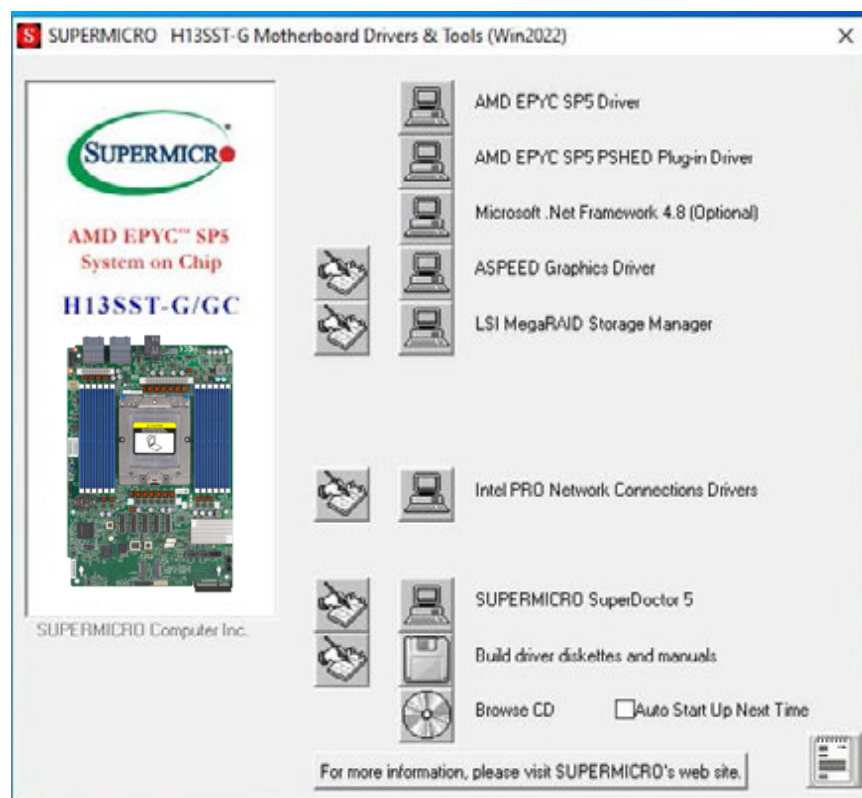 SUPERMICRO H13SST-G Motherboard Drivers & Tools (Win2022)
SUPERMICRO
AMD EPYC™ SP5
System on Chip
H13SST-G/GC
SUPERMICRO Computer Inc.
AMD EPYC SP5 Driver
AMD EPYC SP5 PSHED Plug-in Driver
Microsoft .Net Framework 4.8 (Optional)
ASPEED Graphics Driver
LSI MegaRAID Storage Manager
Intel PRO Network Connections Drivers
SUPERMICRO SuperDoctor 5
Build driver diskettes and manuals
Browse CD
Auto Start Up Next Time
For more information, please visit SUPERMICRO's web site.